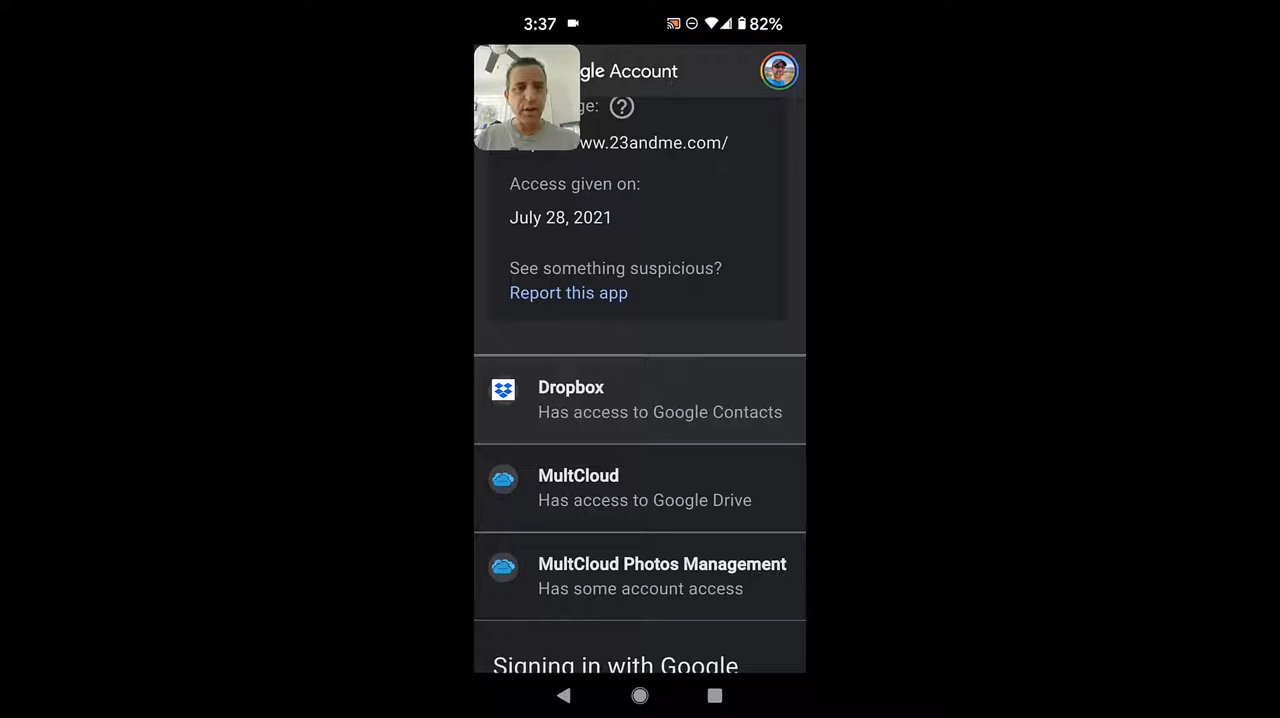 3:37
82%
gle Account
ge:
ww.23andme.com/
Access given on:
July 28, 2021
See something suspicious?
Report this app
Dropbox
Has access to Google Contacts
MultCloud
Has access to Google Drive
MultCloud Photos Management
Has some account access
Signing in with Google